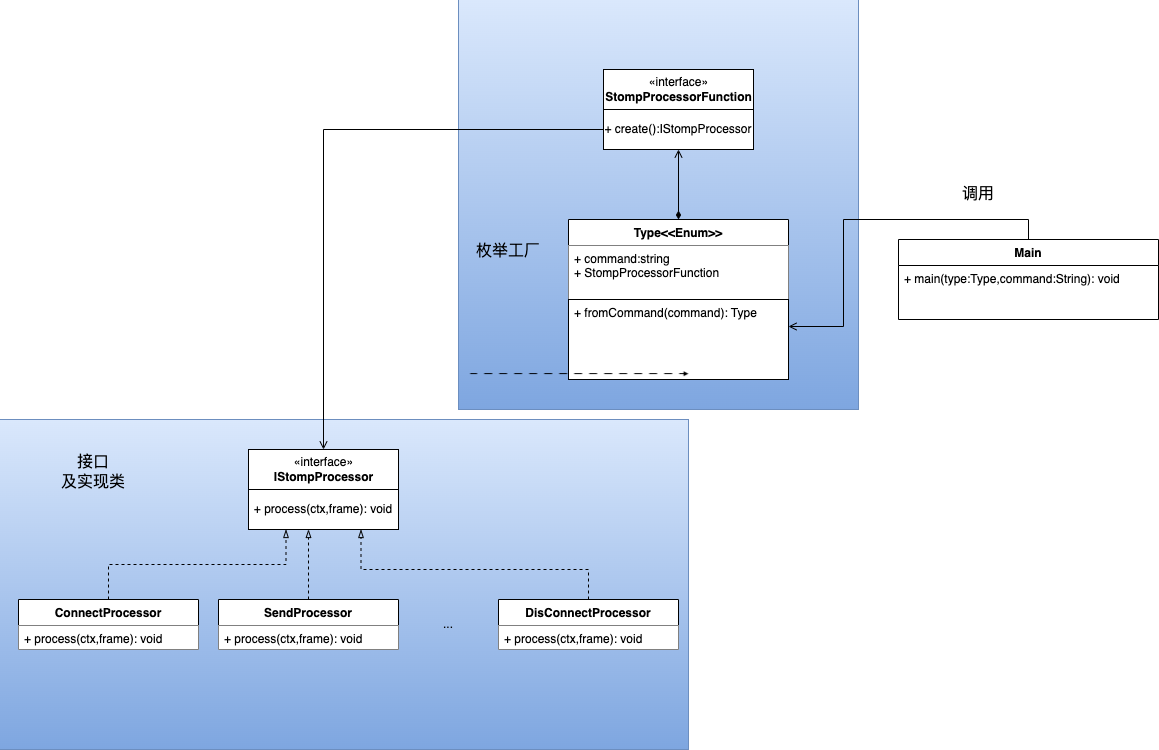 «interface»
StompProcessorFunction
+ create():IStompProcessor
调用
枚举工厂
Type<<Enum>>
+ command:string
+ StompProcessorFunction
+ fromCommand(command): Type
Main
+ main(type:Type,command:String): void
接口
及实现类
«interface»
IStompProcessor
+ process(ctx,frame): void
ConnectProcessor
+ process(ctx,frame): void
SendProcessor
+ process(ctx,frame): void
...
DisConnectProcessor
+ process(ctx,frame): void